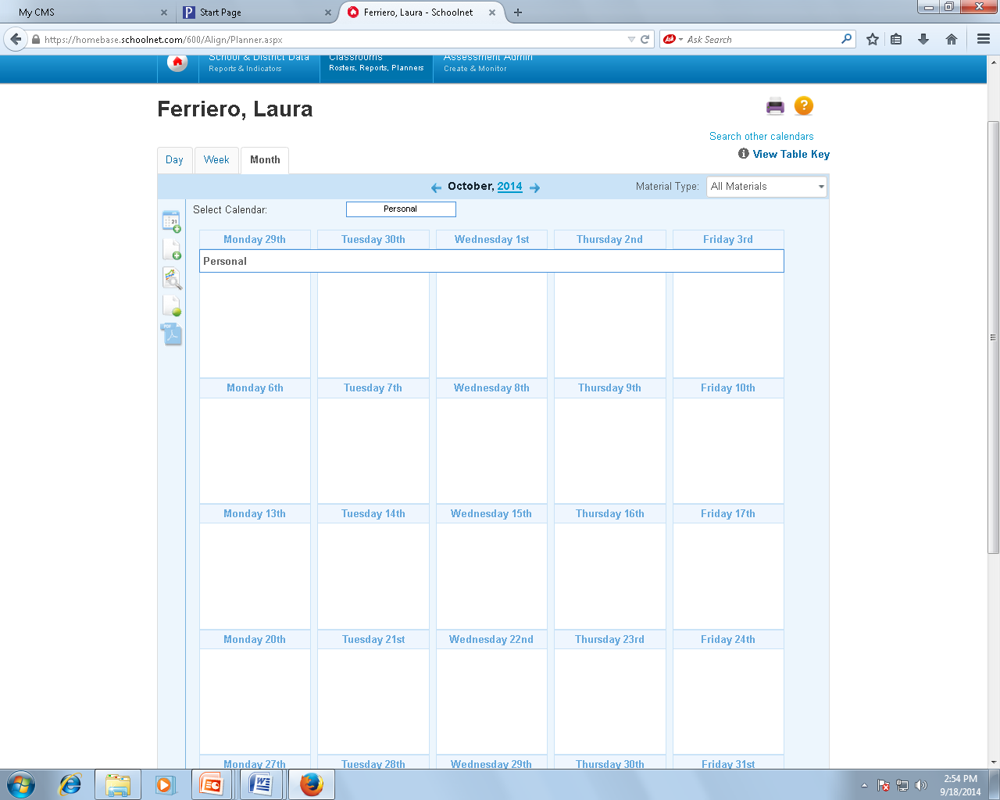 My CMS
Start Page
Ferriero, Laura - Schoolnet
https://homebase.schoolnet.com/600/Align/Planner.aspx
Ask
Ask Search
School & District Data
Reports & Indicators
Classrooms
Rosters, Reports, Planners
Assessment Admin
Create & Monitor
Ferriero, Laura
Search other calendars
View Table Key
Day
Week
Month
October, 2014
Material Type:
All Materials
Select Calendar:
Personal
Monday 29th
Tuesday 30th
Wednesday 1st
Thursday 2nd
Friday 3rd
Personal
Monday 6th
Tuesday 7th
Wednesday 8th
Thursday 9th
Friday 10th
Monday 13th
Tuesday 14th
Wednesday 15th
Thursday 16th
Friday 17th
Monday 20th
Tuesday 21st
Wednesday 22nd
Thursday 23rd
Friday 24th
Monday 27th
Tuesday 28th
Wednesday 29th
Thursday 30th
Friday 31st
21
PDF
2:54 PM
9/18/2014